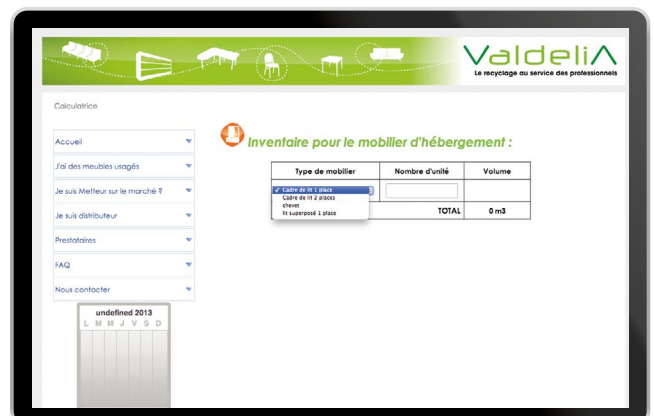 ValdeliA
Le recyclage au service des professionnels
Calculatrice
Accueil
J'ai des meubles usagés
Je suis Metteur sur le marché ?
Je suis distributeur
Prestataires
FAQ
Nous contacter
undefined 2013
L M M J V S D
Inventaire pour le mobilier d'hébergement :
Type de mobilier Nombre d'unité Volume
✓ Cadre de lit 1 place
Cadre de lit 2 places
chevet
lit superposé 1 place
TOTAL 0 m3